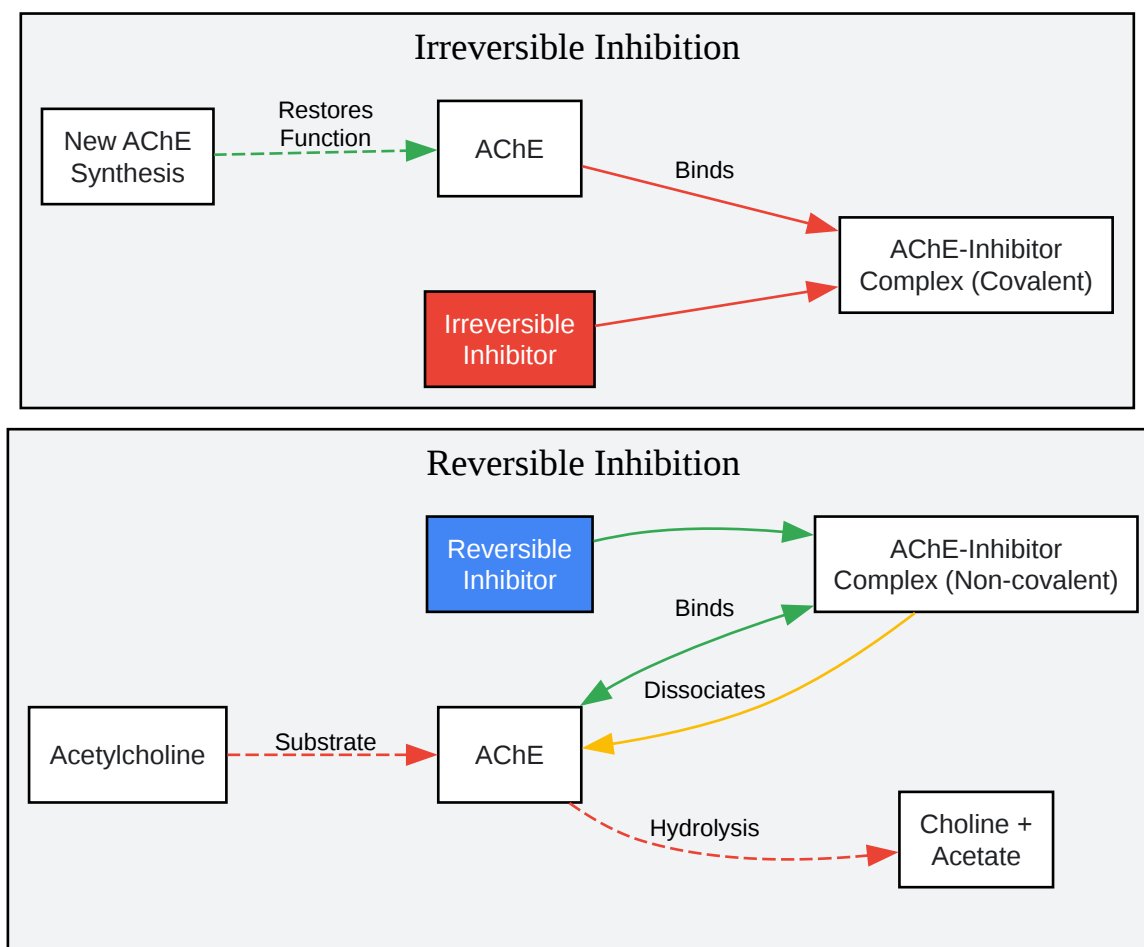 Irreversible Inhibition
Restores
Function
New AChE
Synthesis
AChE
Binds
AChE-Inhibitor
Complex (Covalent)
Irreversible
Inhibitor
Reversible Inhibition
Reversible
Inhibitor
AChE-Inhibitor
Complex (Non-covalent)
Binds
Dissociates
Acetylcholine
Substrate
AChE
Hydrolysis
Choline +
Acetate